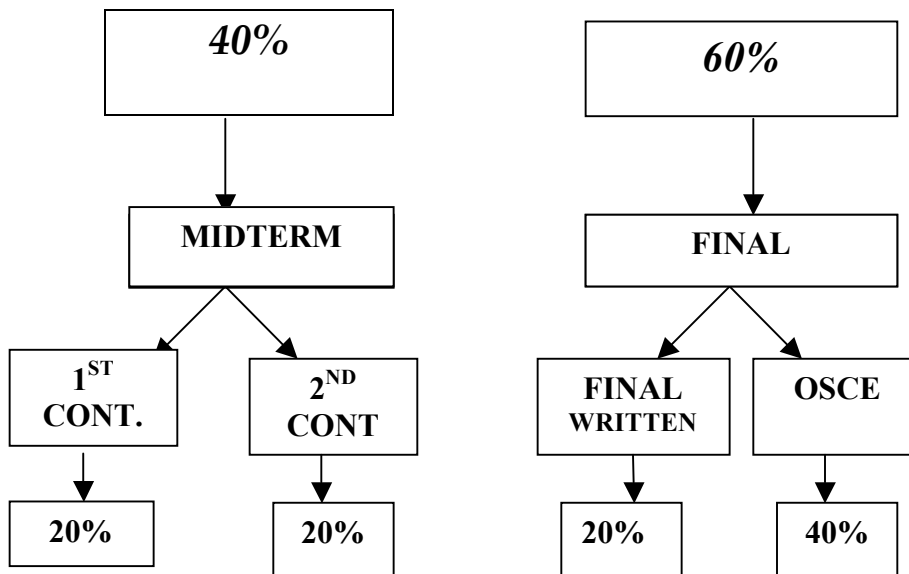 40%
60%
MIDTERM
FINAL
1ST
CONT.
2ND
CONT
FINAL
WRITTEN
OSCE
20%
20%
20%
40%